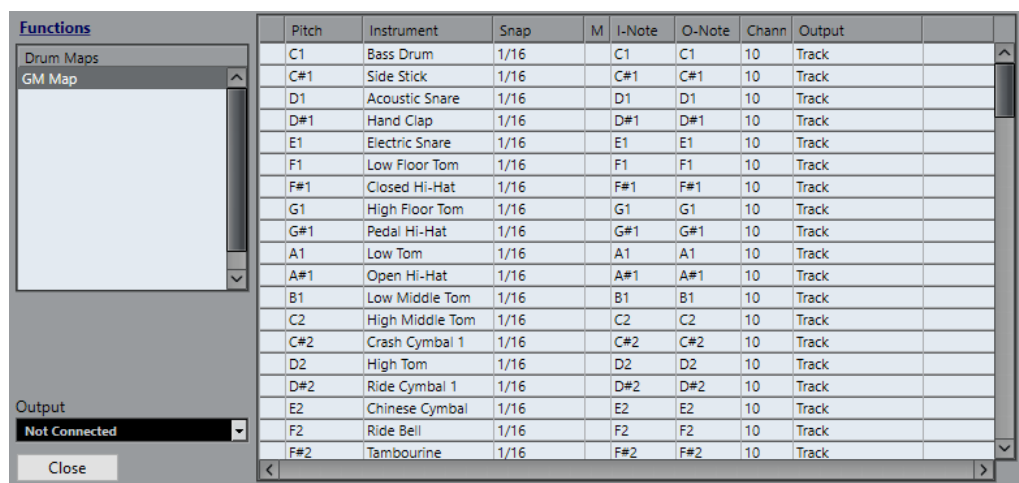 Functions
Drum Maps
GM Map
Output
Not Connected
Close
Pitch Instrument Snap M I-Note O-Note Chann Output
C1 Bass Drum 1/16 C1 C1 10 Track
C#1 Side Stick 1/16 C#1 C#1 10 Track
D1 Acoustic Snare 1/16 D1 D1 10 Track
D#1 Hand Clap 1/16 D#1 D#1 10 Track
E1 Electric Snare 1/16 E1 E1 10 Track
F1 Low Floor Tom 1/16 F1 F1 10 Track
F#1 Closed Hi-Hat 1/16 F#1 F#1 10 Track
G1 High Floor Tom 1/16 G1 G1 10 Track
G#1 Pedal Hi-Hat 1/16 G#1 G#1 10 Track
A1 Low Tom 1/16 A1 A1 10 Track
A#1 Open Hi-Hat 1/16 A#1 A#1 10 Track
B1 Low Middle Tom 1/16 B1 B1 10 Track
C2 High Middle Tom 1/16 C2 C2 10 Track
C#2 Crash Cymbal 1 1/16 C#2 C#2 10 Track
D2 High Tom 1/16 D2 D2 10 Track
D#2 Ride Cymbal 1 1/16 D#2 D#2 10 Track
E2 Chinese Cymbal 1/16 E2 E2 10 Track
F2 Ride Bell 1/16 F2 F2 10 Track
F#2 Tambourine 1/16 F#2 F#2 10 Track